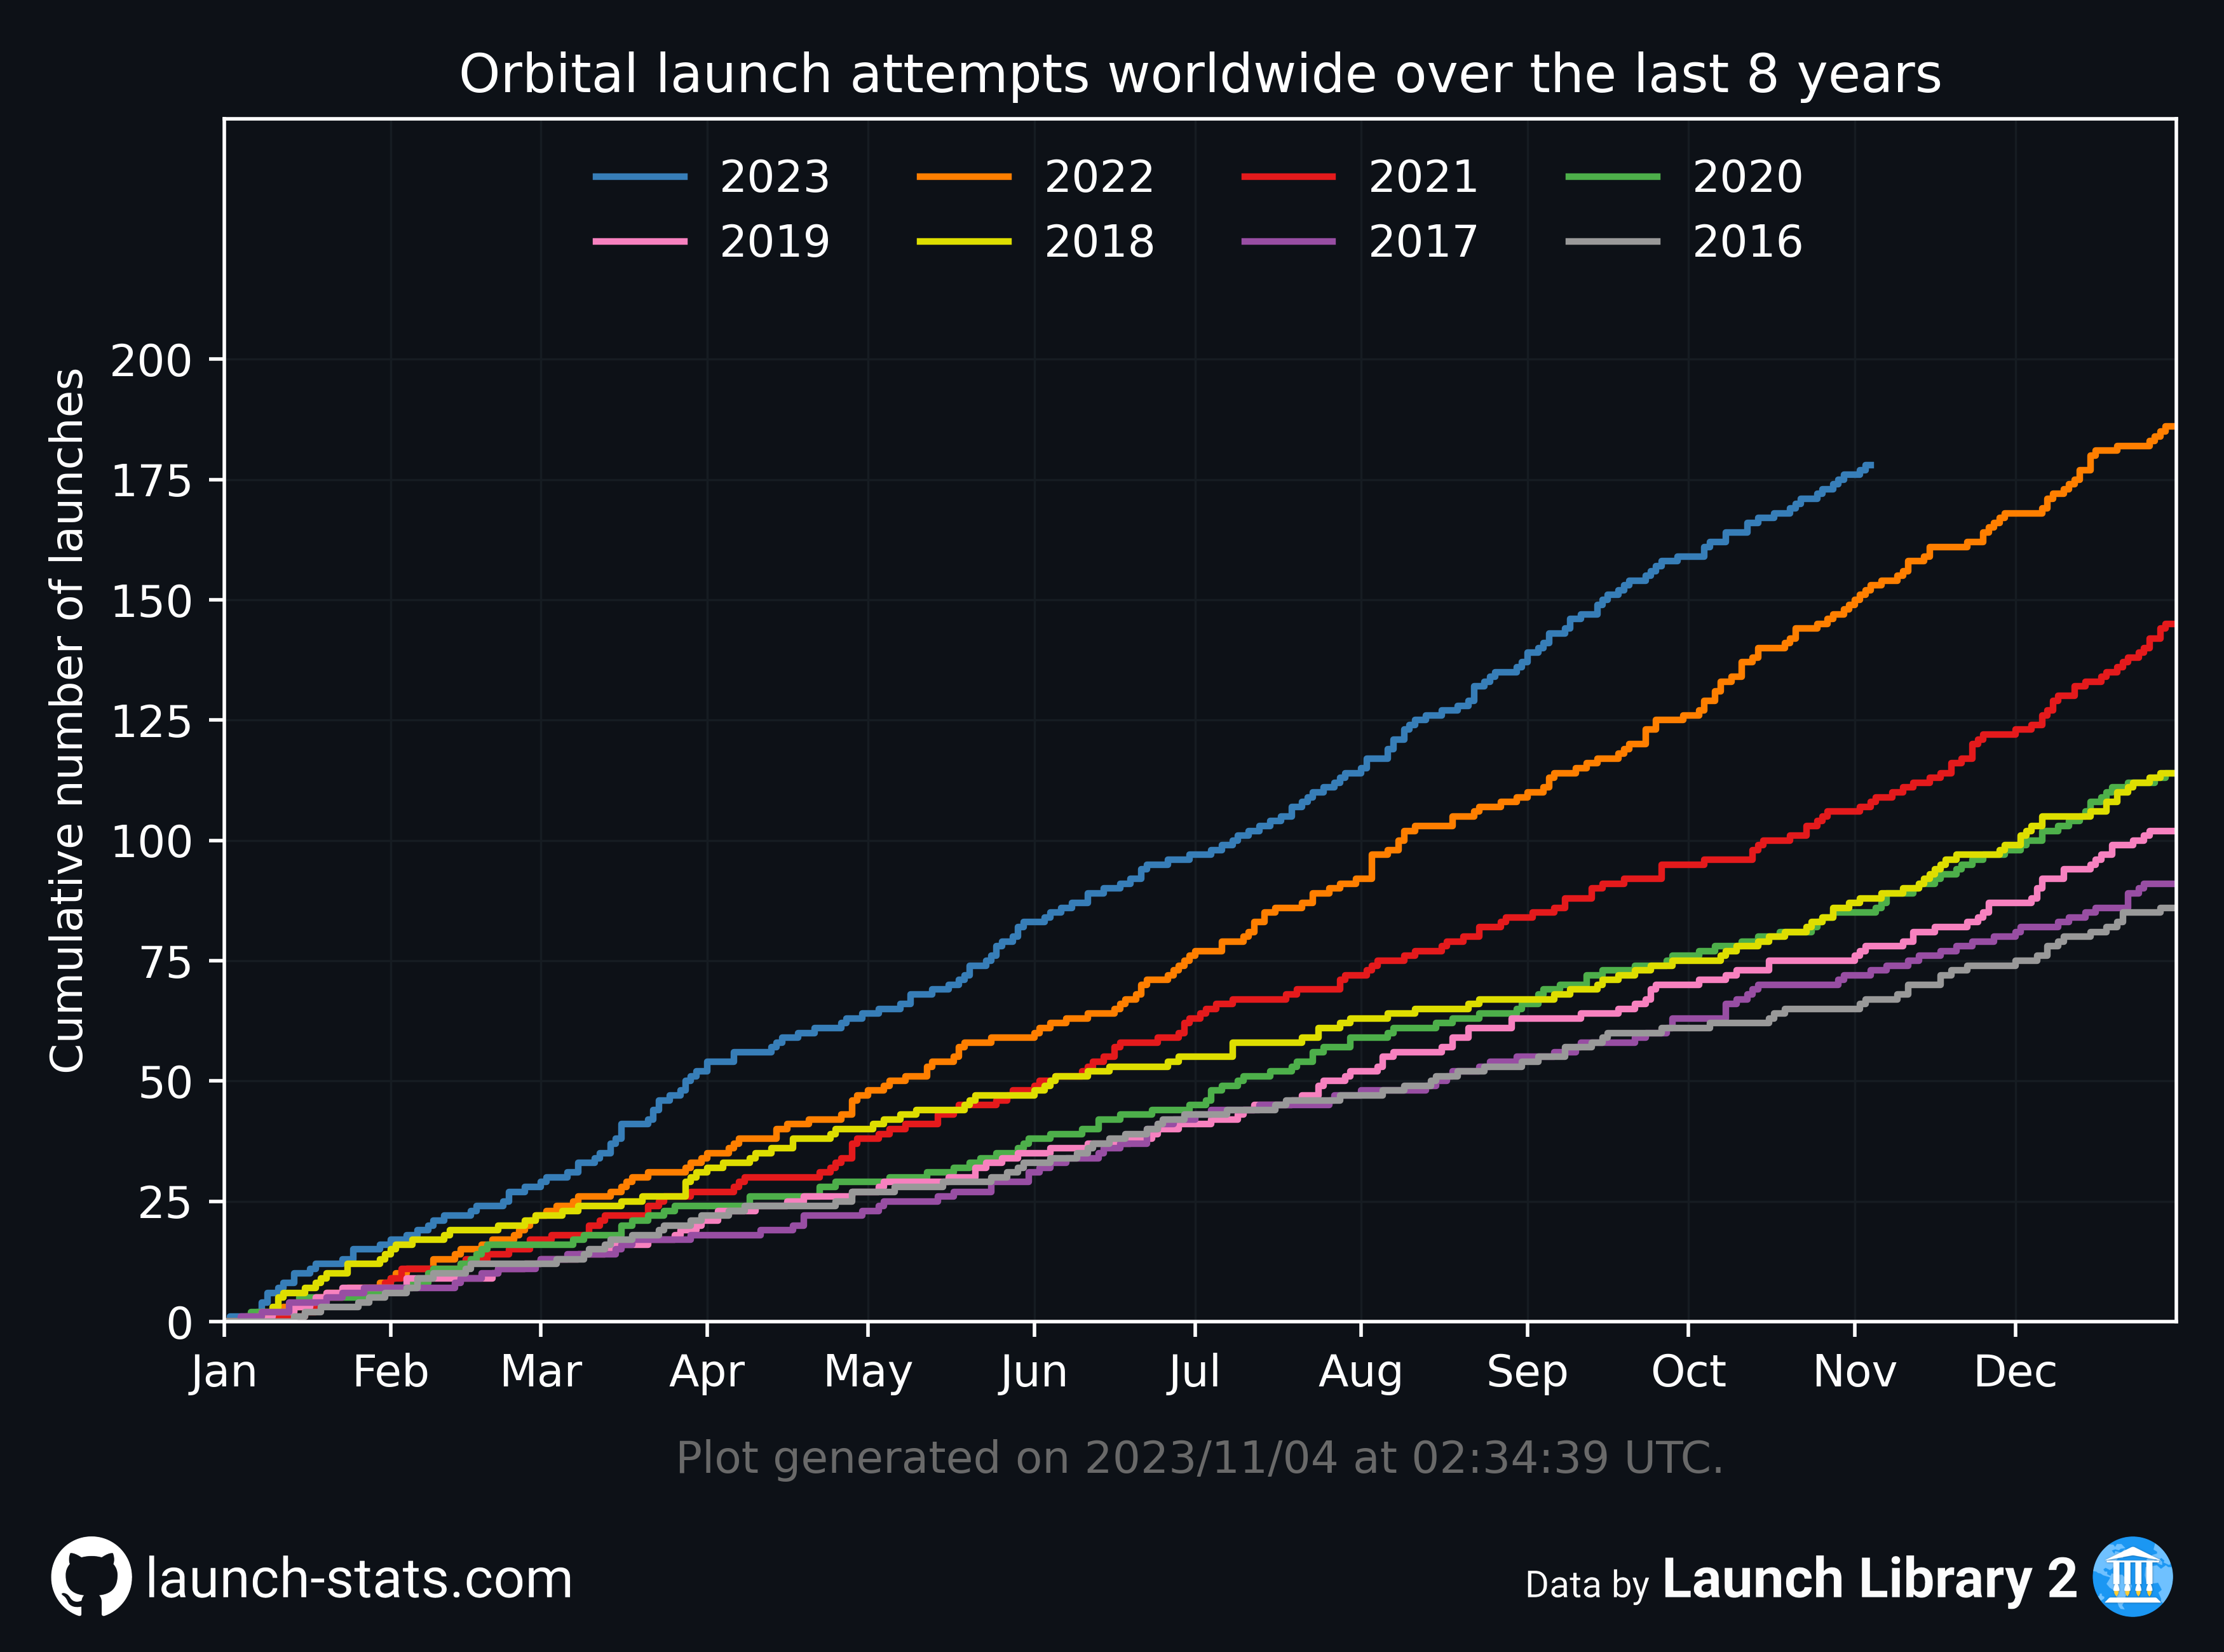 Orbital launch attempts worldwide over the last 8 years
2023 2022 2021 2020
2019 2018 2017 2016
Cumulative number of launches
200
175
150
125
100
75
50
25
0
Jan Feb Mar Apr May Jun Jul Aug Sep Oct Nov Dec
Plot generated on 2023/11/04 at 02:34:39 UTC.
launch-stats.com
Data by Launch Library 2